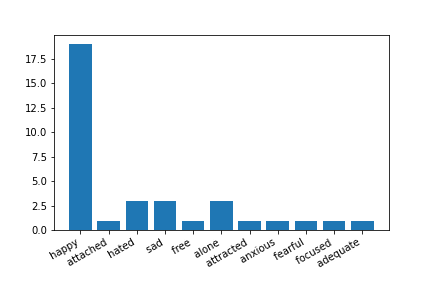 17.5
15.0
12.5
10.0
7.5
5.0
2.5
0.0
happy
attached
hated
sad
free
alone
attracted
anxious
fearful
focused
adequate